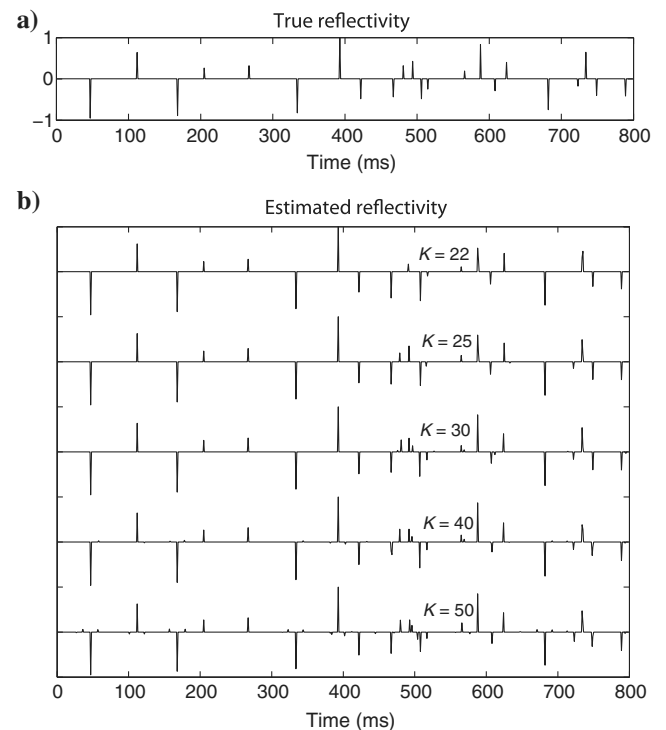 a) True reflectivity
1
0
−1
0 100 200 300 400 500 600 700 800
Time (ms)
b) Estimated reflectivity
K = 22
K = 25
K = 30
K = 40
K = 50
0 100 200 300 400 500 600 700 800
Time (ms)